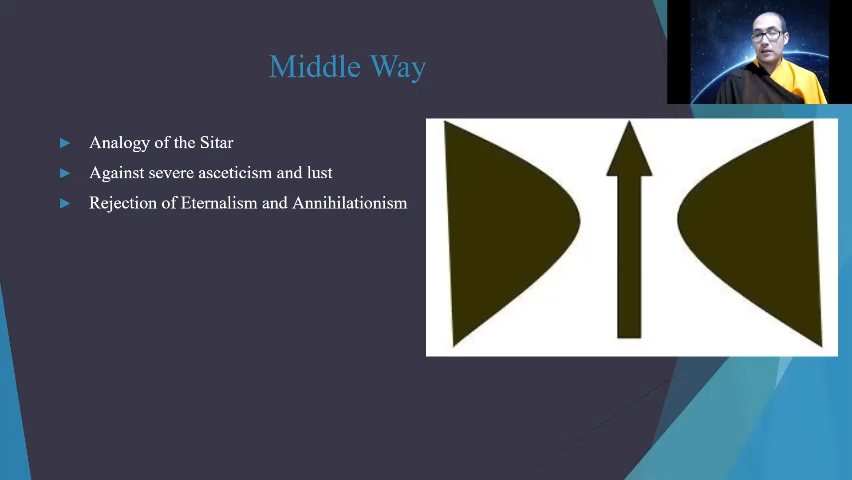 Middle Way
Analogy of the Sitar
Against severe asceticism and lust
Rejection of Eternalism and Annihilationism